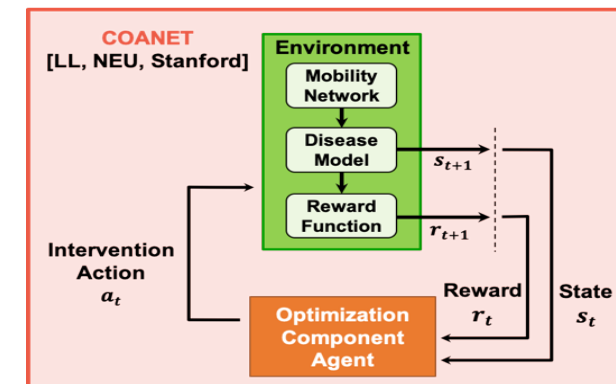 COANET
[LL, NEU, Stanford]
Environment
Mobility
Network
Disease
Model
Reward
Function
s_{t+1}
r_{t+1}
Intervention
Action
a_t
Optimization
Component
Agent
Reward
r_t
State
s_t